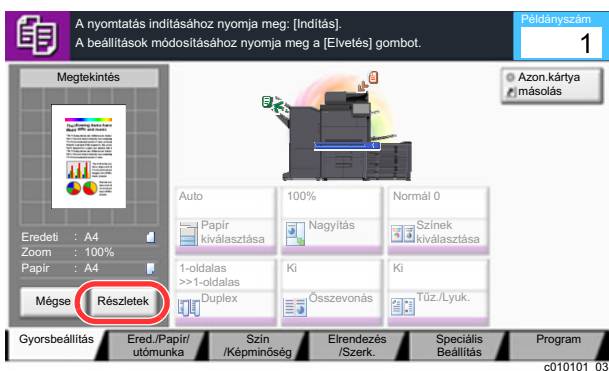 A nyomtatás indításához nyomja meg: [Indítás].
A beállítások módosításához nyomja meg a [Elvetés] gombot.
Példányszám
1
Megtekintés
Azon.kártya
másolás
Eredeti : A4
Zoom : 100%
Papír : A4
Mégse
Részletek
Auto
Papír
kiválasztása
100%
Nagyítás
Normál 0
Színek
kiválasztása
1-oldalas
>>1-oldalas
Duplex
Ki
Összevonás
Ki
Tűz./Lyuk.
Gyorsbeállítás
Ered./Papír/
utómunka
Szín
/Képminőség
Elrendezés
/Szerk.
Speciális
Beállítás
Program
c010101_03